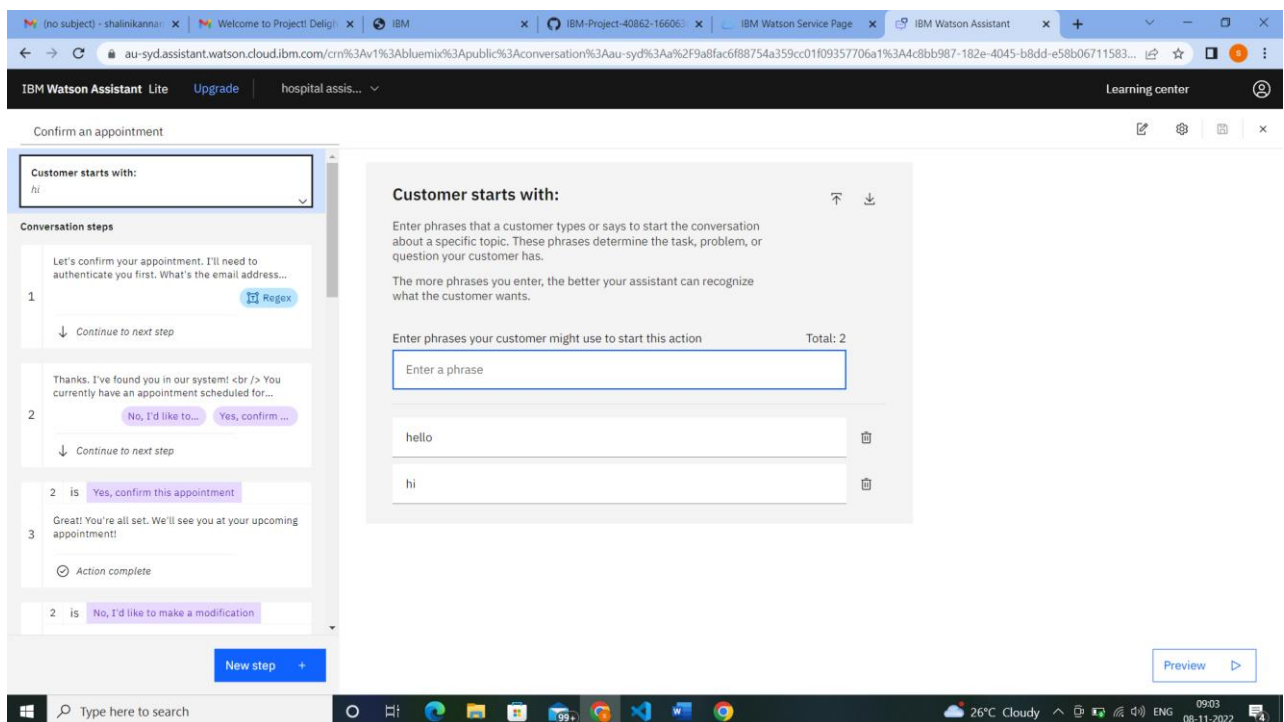 (no subject) - shalinikannan
Welcome to Project! Deligh
IBM
IBM-Project-40862-166063
IBM Watson Service Page
IBM Watson Assistant
au-syd.assistant.watson.cloud.ibm.com/crn%3Av1%3Abluemix%3Apublic%3Aconversation%3Aau-syd%3Aa%2F9a8fac6f88754a359cc01f09357706a1%3A4c8bb987-182e-4045-b8dd-e58b06711583...
S
IBM Watson Assistant Lite
Upgrade
hospital assis...
Learning center
Confirm an appointment
Customer starts with:
hi
Conversation steps
1
Let's confirm your appointment. I'll need to
authenticate you first. What's the email address...
Regex
Continue to next step
2
Thanks. I've found you in our system! <br /> You
currently have an appointment scheduled for...
No, I'd like to... Yes, confirm ...
Continue to next step
2 is Yes, confirm this appointment
3
Great! You're all set. We'll see you at your upcoming
appointment!
Action complete
2 is No, I'd like to make a modification
New step +
Customer starts with:
Enter phrases that a customer types or says to start the conversation
about a specific topic. These phrases determine the task, problem, or
question your customer has.
The more phrases you enter, the better your assistant can recognize
what the customer wants.
Enter phrases your customer might use to start this action
Total: 2
Enter a phrase
hello
hi
Preview
Type here to search
99+
26°C Cloudy
ENG
09:03
08-11-2022